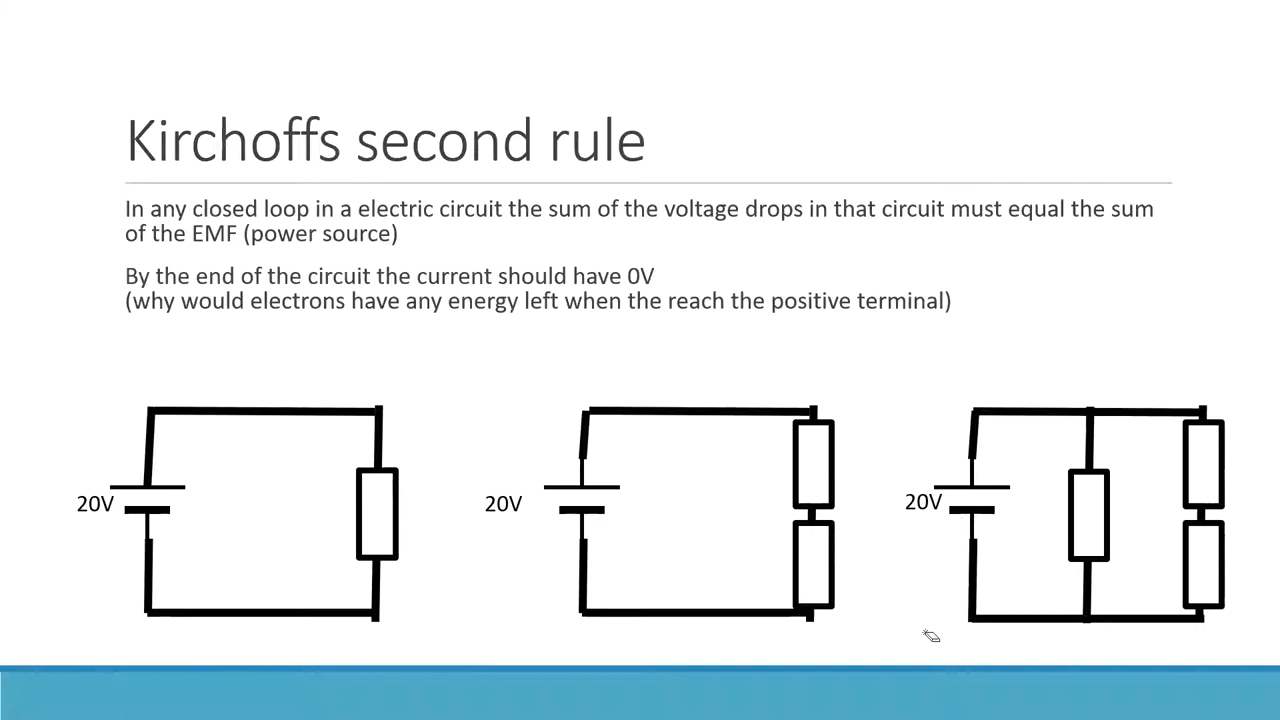 Kirchoffs second rule
In any closed loop in a electric circuit the sum of the voltage drops in that circuit must equal the sum
of the EMF (power source)
By the end of the circuit the current should have 0V
(why would electrons have any energy left when the reach the positive terminal)
20V
20V
20V